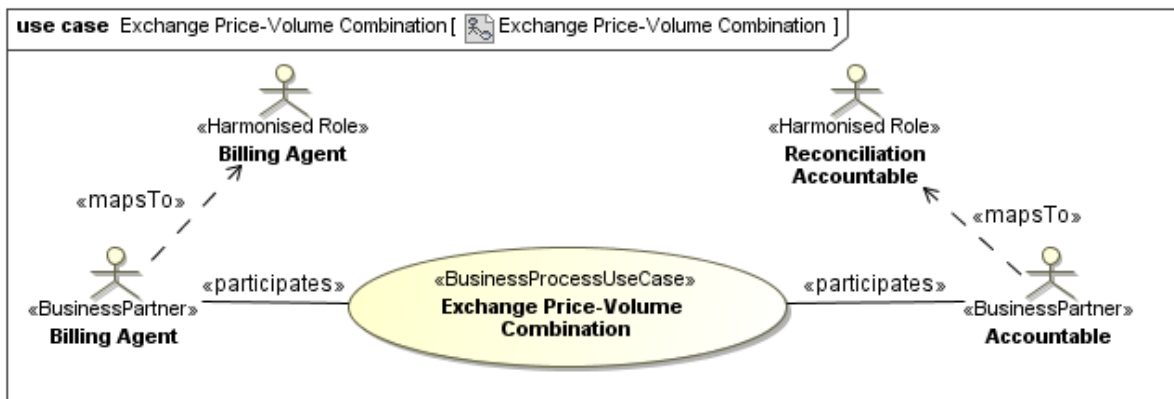 use case Exchange Price-Volume Combination [ Exchange Price-Volume Combination ]
«Harmonised Role»
Billing Agent
«Harmonised Role»
Reconciliation
Accountable
«mapsTo»
«mapsTo»
«BusinessPartner»
Billing Agent
«participates»
«BusinessProcessUseCase»
Exchange Price-Volume
Combination
«participates»
«BusinessPartner»
Accountable